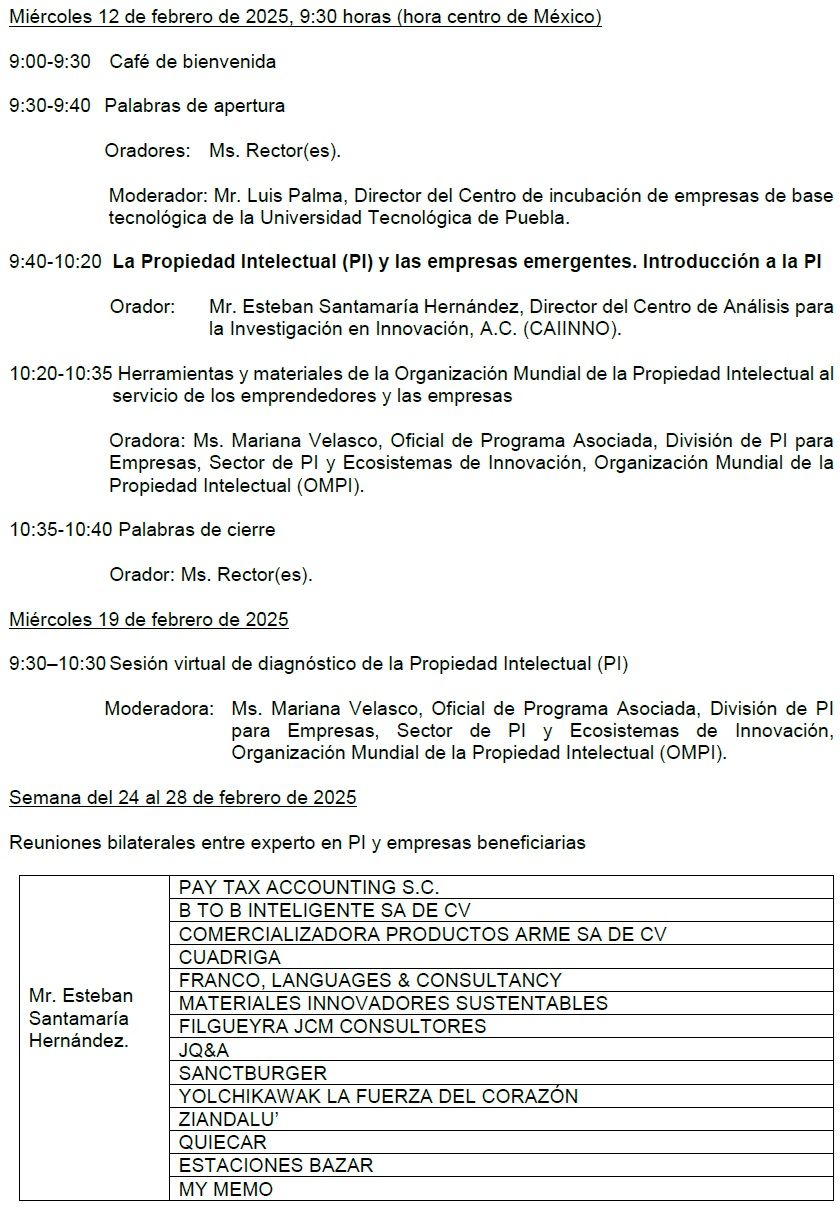 Miércoles 12 de febrero de 2025, 9:30 horas (hora centro de México)
9:00-9:30 Café de bienvenida
9:30-9:40 Palabras de apertura
Oradores: Ms. Rector(es).
Moderador: Mr. Luis Palma, Director del Centro de incubación de empresas de base
tecnológica de la Universidad Tecnológica de Puebla.
9:40-10:20 La Propiedad Intelectual (PI) y las empresas emergentes. Introducción a la PI
Orador: Mr. Esteban Santamaría Hernández, Director del Centro de Análisis para
la Investigación en Innovación, A.C. (CAIINNO).
10:20-10:35 Herramientas y materiales de la Organización Mundial de la Propiedad Intelectual al
servicio de los emprendedores y las empresas
Oradora: Ms. Mariana Velasco, Oficial de Programa Asociada, División de PI para
Empresas, Sector de PI y Ecosistemas de Innovación, Organización Mundial de la
Propiedad Intelectual (OMPI).
10:35-10:40 Palabras de cierre
Orador: Ms. Rector(es).
Miércoles 19 de febrero de 2025
9:30–10:30 Sesión virtual de diagnóstico de la Propiedad Intelectual (PI)
Moderadora: Ms. Mariana Velasco, Oficial de Programa Asociada, División de PI
para Empresas, Sector de PI y Ecosistemas de Innovación,
Organización Mundial de la Propiedad Intelectual (OMPI).
Semana del 24 al 28 de febrero de 2025
Reuniones bilaterales entre experto en PI y empresas beneficiarias
Mr. Esteban
Santamaría
Hernández.
PAY TAX ACCOUNTING S.C.
B TO B INTELIGENTE SA DE CV
COMERCIALIZADORA PRODUCTOS ARME SA DE CV
CUADRIGA
FRANCO, LANGUAGES & CONSULTANCY
MATERIALES INNOVADORES SUSTENTABLES
FILGUEYRA JCM CONSULTORES
JQ&A
SANCTBURGER
YOLCHIKAWAK LA FUERZA DEL CORAZÓN
ZIANDALU’
QUIECAR
ESTACIONES BAZAR
MY MEMO